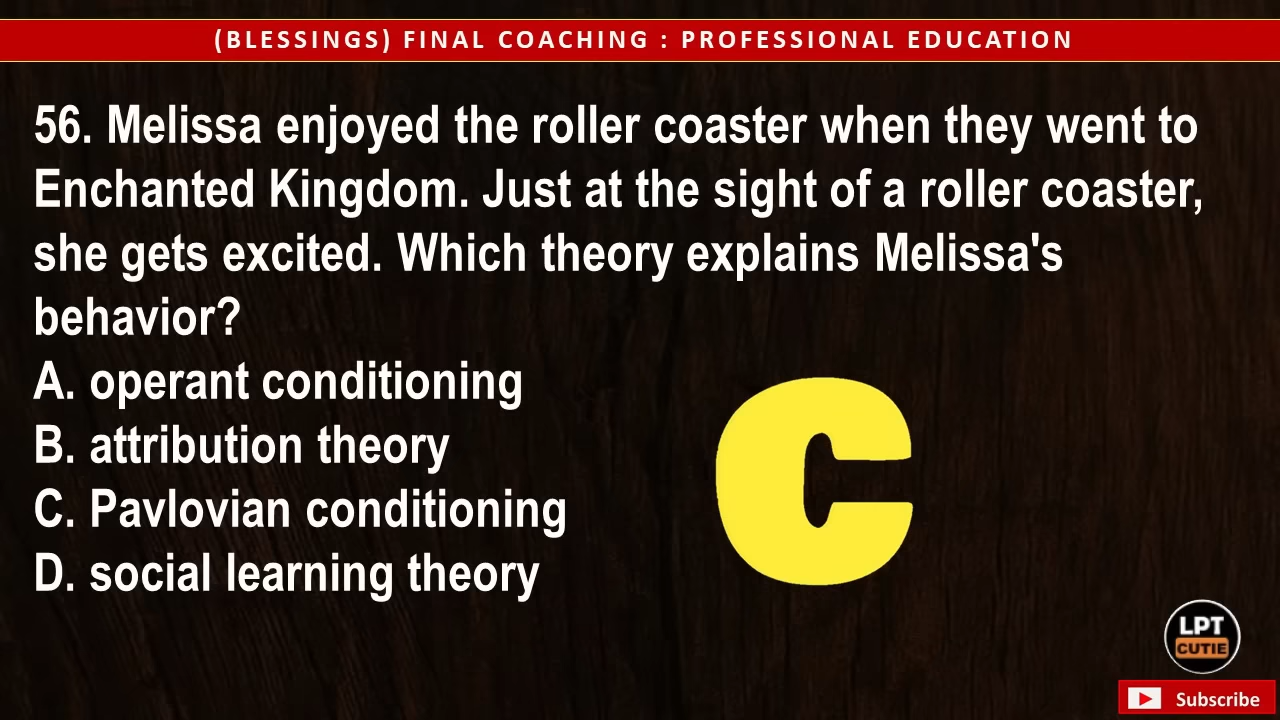 (BLESSINGS) FINAL COACHING : PROFESSIONAL EDUCATION
56. Melissa enjoyed the roller coaster when they went to
Enchanted Kingdom. Just at the sight of a roller coaster,
she gets excited. Which theory explains Melissa's
behavior?
A. operant conditioning
B. attribution theory
C. Pavlovian conditioning
D. social learning theory
C
LPT
CUTIE
Subscribe